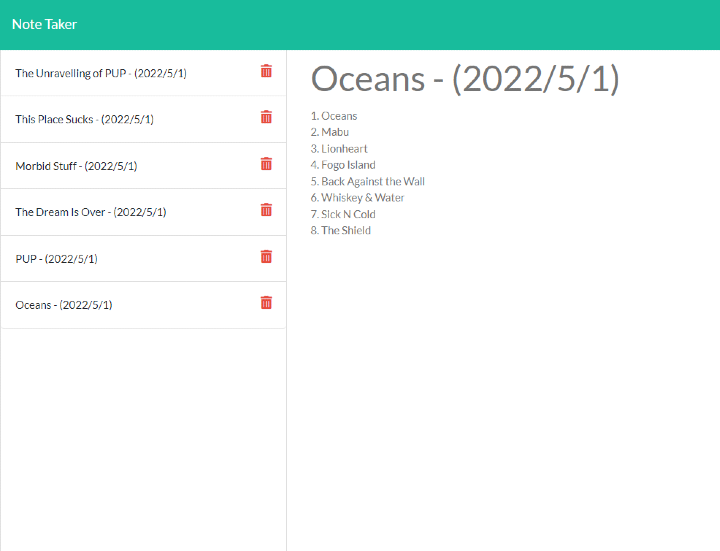 Note Taker
The Unravelling of PUP - (2022/5/1)
This Place Sucks - (2022/5/1)
Morbid Stuff - (2022/5/1)
The Dream Is Over - (2022/5/1)
PUP - (2022/5/1)
Oceans - (2022/5/1)
Oceans - (2022/5/1)
1. Oceans
2. Mabu
3. Lionheart
4. Fogo Island
5. Back Against the Wall
6. Whiskey & Water
7. Sick N Cold
8. The Shield